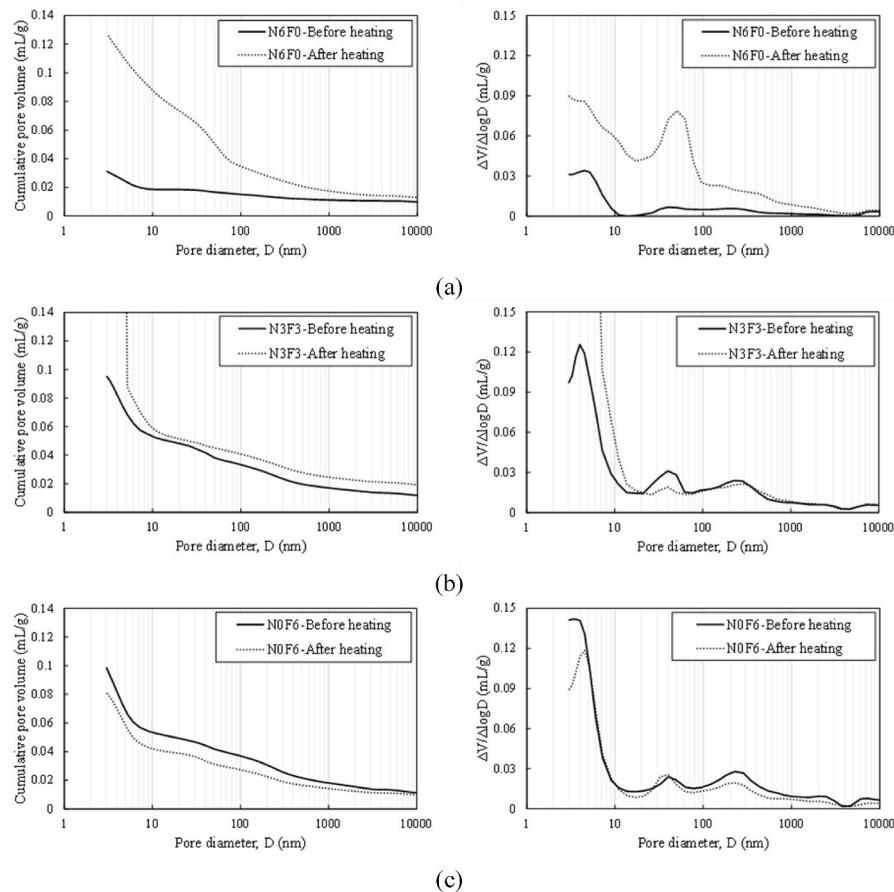 Cumulative pore volume (mL/g)
0.14
0.12
0.1
0.08
0.06
0.04
0.02
0
N6F0-Before heating
N6F0-After heating
1 10 100 1000 10000
Pore diameter, D (nm)
ΔV/ΔlogD (mL/g)
0.15
0.12
0.09
0.06
0.03
0
N6F0-Before heating
N6F0-After heating
1 10 100 1000 10000
Pore diameter, D (nm)
(a)
Cumulative pore volume (mL/g)
0.14
0.12
0.1
0.08
0.06
0.04
0.02
0
N3F3-Before heating
N3F3-After heating
1 10 100 1000 10000
Pore diameter, D (nm)
ΔV/ΔlogD (mL/g)
0.15
0.12
0.09
0.06
0.03
0
N3F3-Before heating
N3F3-After heating
1 10 100 1000 10000
Pore diameter, D (nm)
(b)
Cumulative pore volume (mL/g)
0.14
0.12
0.1
0.08
0.06
0.04
0.02
0
N0F6-Before heating
N0F6-After heating
1 10 100 1000 10000
Pore diameter, D (nm)
ΔV/ΔlogD (mL/g)
0.15
0.12
0.09
0.06
0.03
0
N0F6-Before heating
N0F6-After heating
1 10 100 1000 10000
Pore diameter, D (nm)
(c)